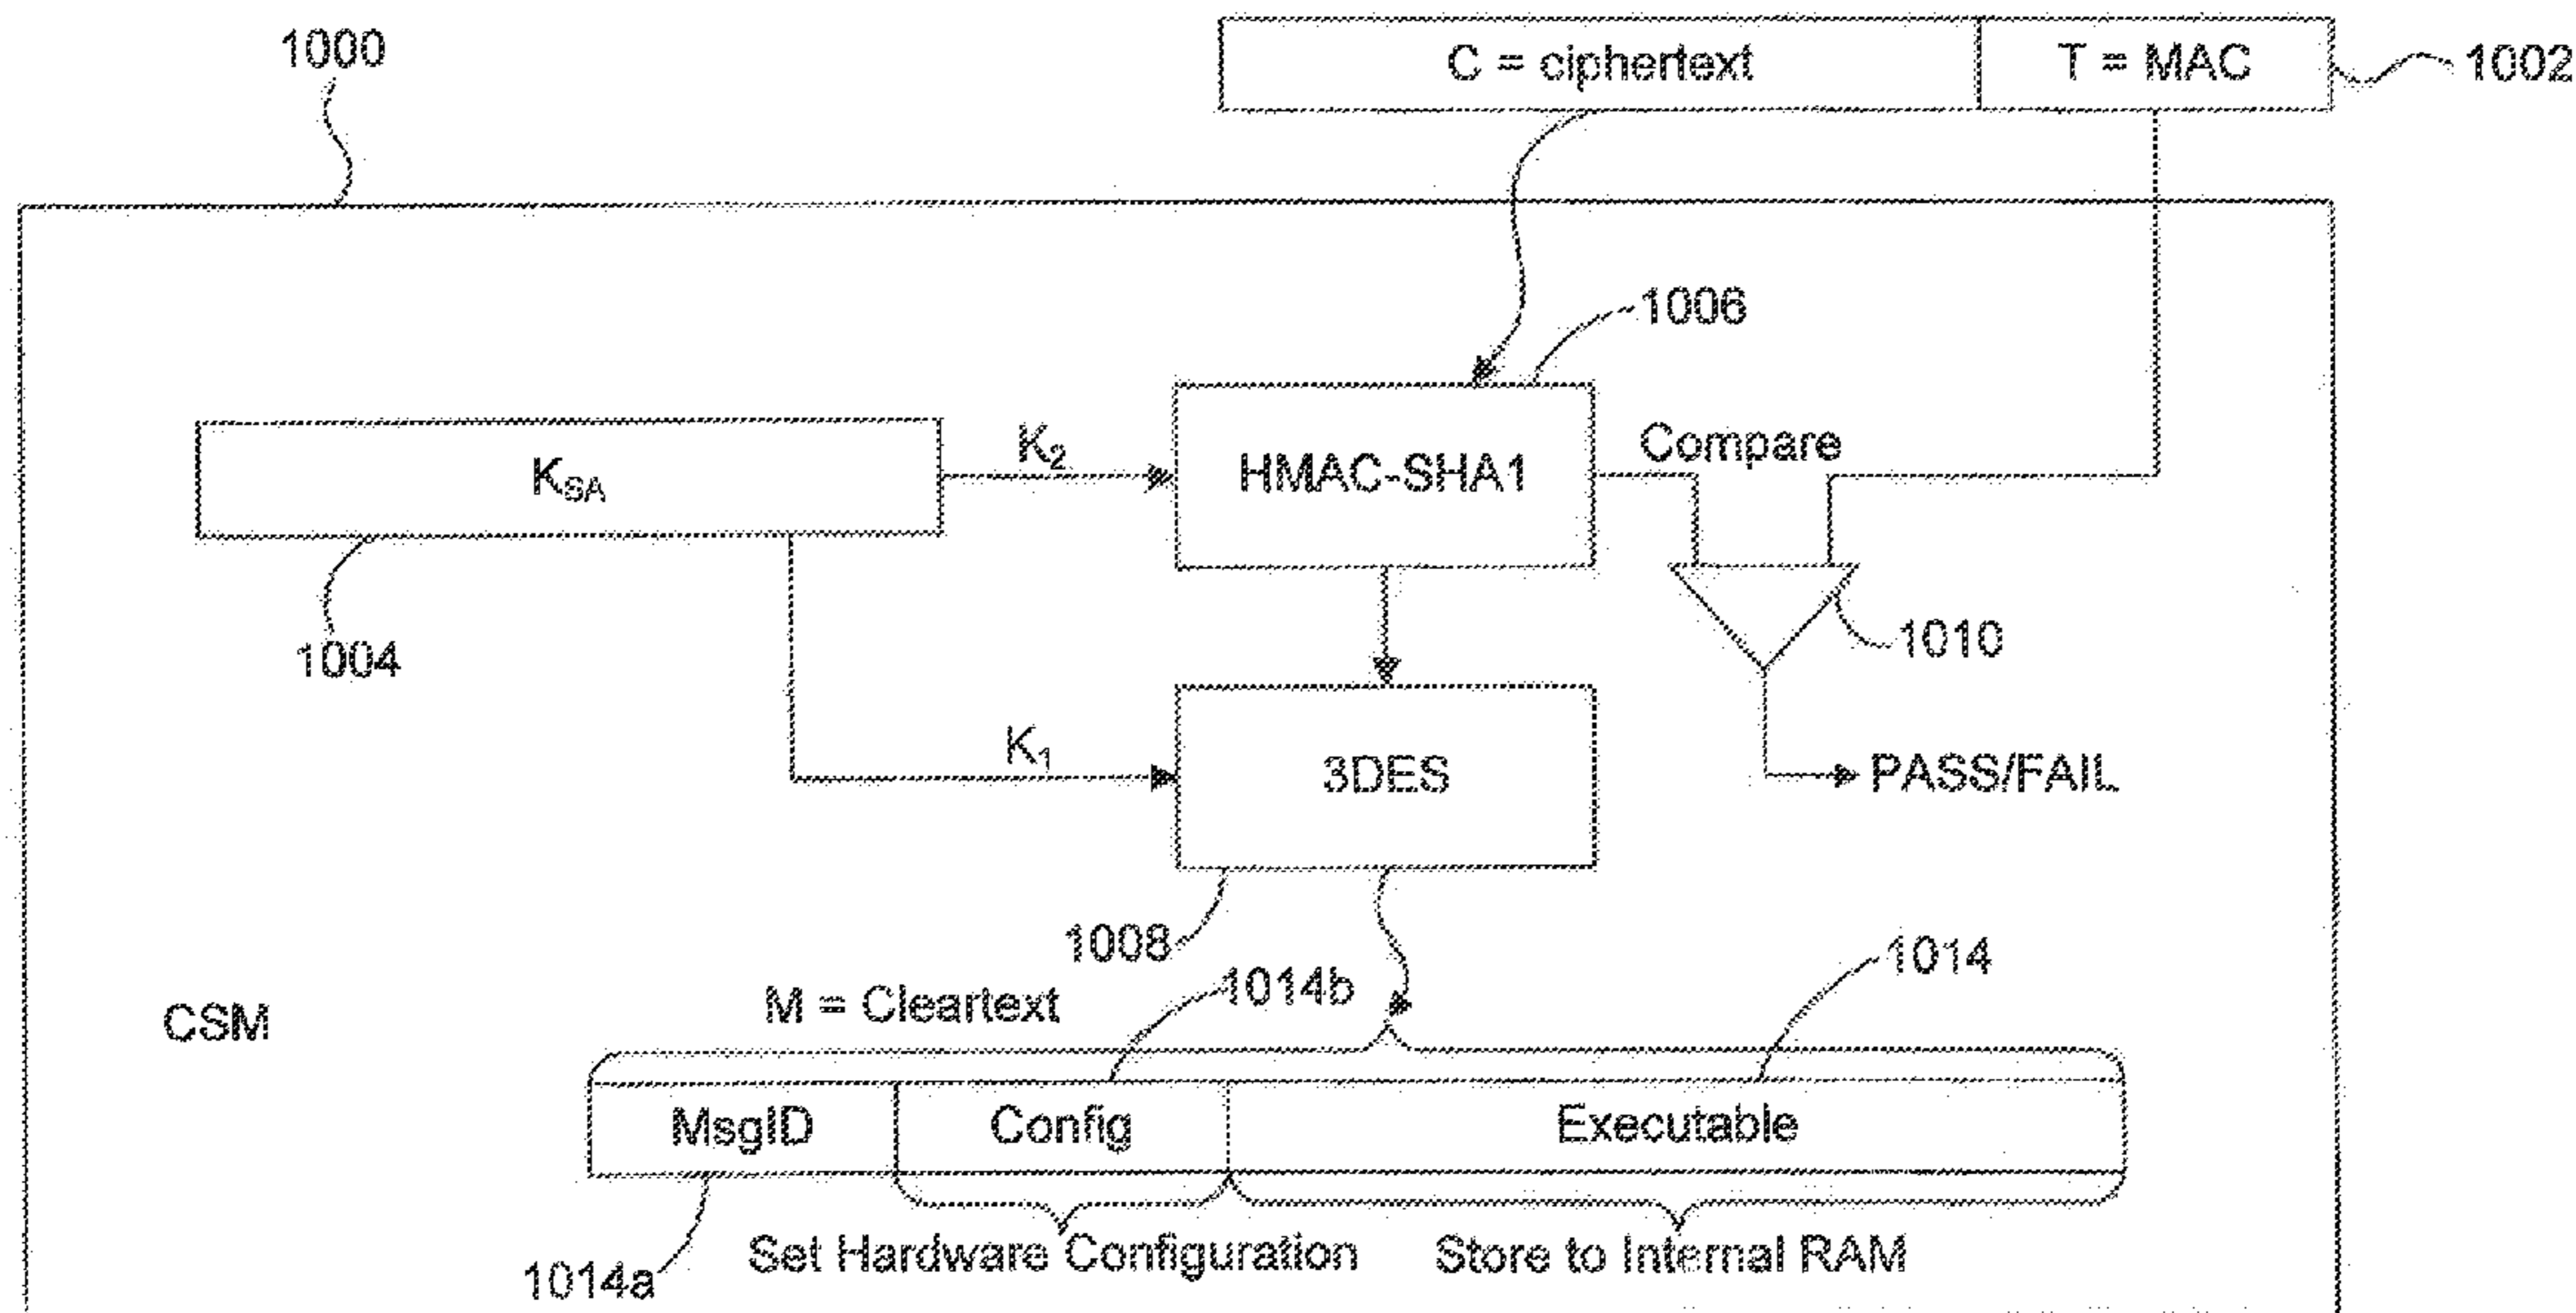 1000
C = ciphertext
T = MAC
1002
1006
K₂
HMAC-SHA1
Compare
K_SA
1004
1010
K₁
3DES
PASS/FAIL
1008
1014
1014b
M = Cleartext
CSM
MsgID
Config
Executable
1014a
Set Hardware Configuration
Store to Internal RAM